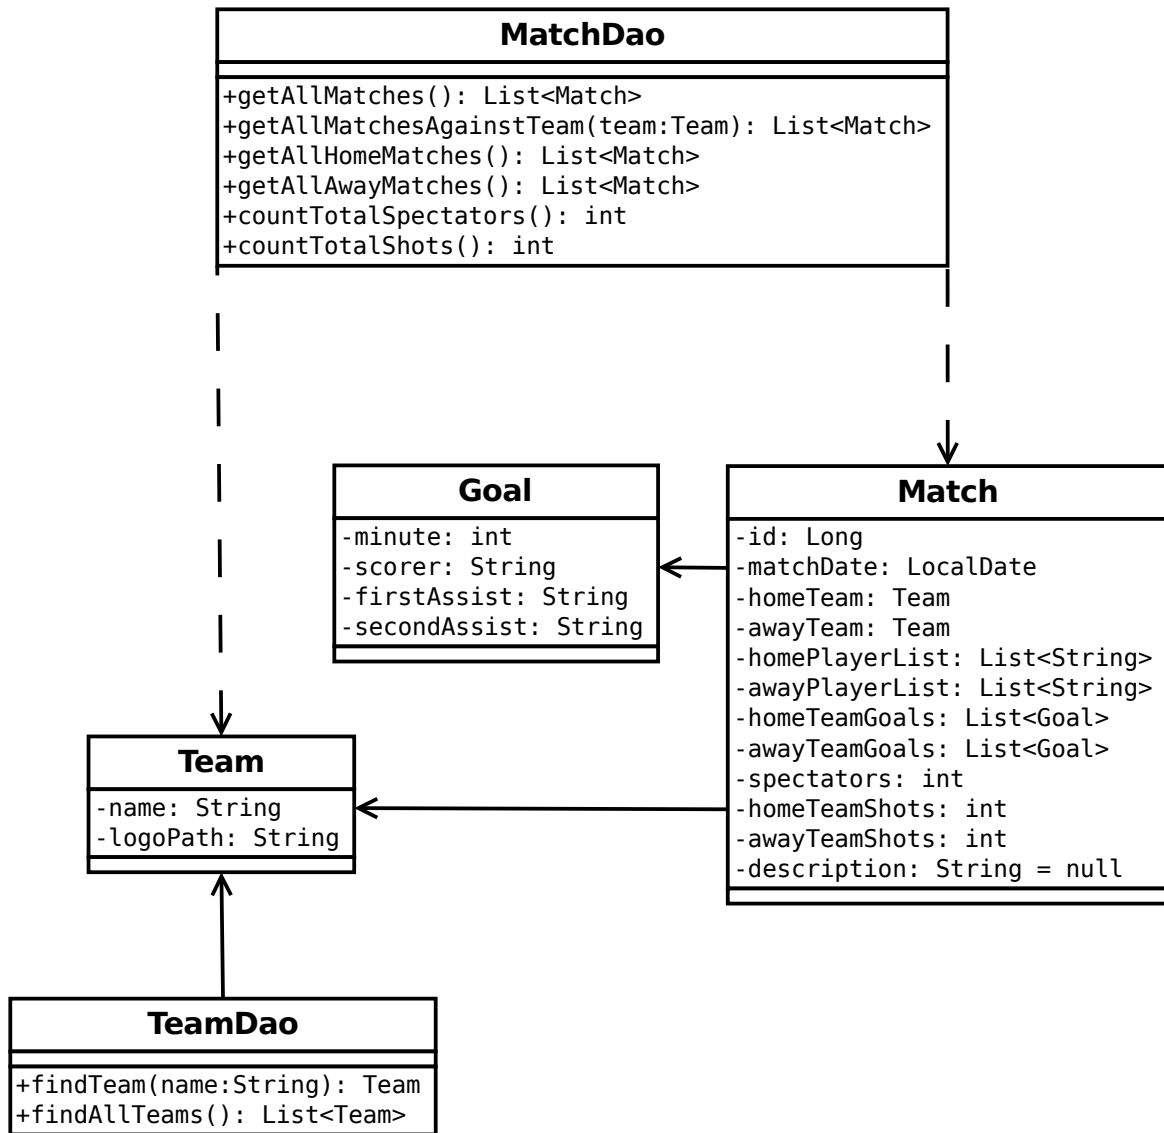 MatchDao
+getAllMatches(): List<Match>
+getAllMatchesAgainstTeam(team:Team): List<Match>
+getAllHomeMatches(): List<Match>
+getAllAwayMatches(): List<Match>
+countTotalSpectators(): int
+countTotalShots(): int
Goal
-minute: int
-scorer: String
-firstAssist: String
-secondAssist: String
Match
-id: Long
-matchDate: LocalDate
-homeTeam: Team
-awayTeam: Team
-homePlayerList: List<String>
-awayPlayerList: List<String>
-homeTeamGoals: List<Goal>
-awayTeamGoals: List<Goal>
-spectators: int
-homeTeamShots: int
-awayTeamShots: int
-description: String = null
Team
-name: String
-logoPath: String
TeamDao
+findTeam(name:String): Team
+findAllTeams(): List<Team>